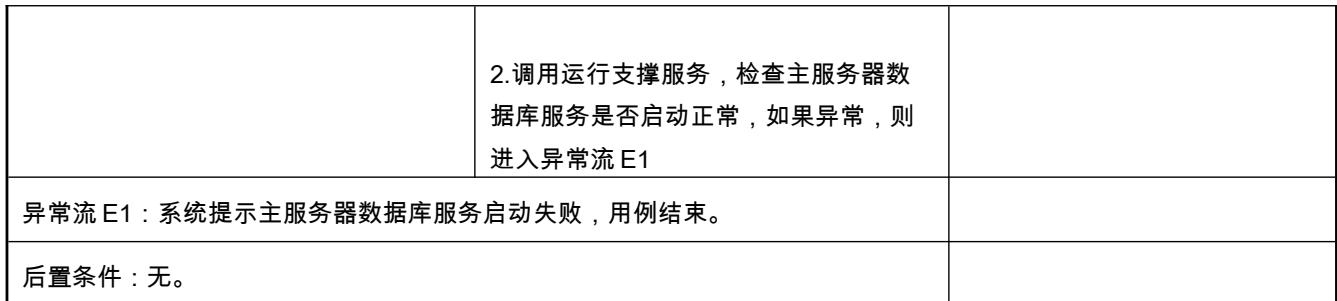 2.调用运行支撑服务，检查主服务器数
据库服务是否启动正常，如果异常，则
进入异常流 E1
异常流 E1：系统提示主服务器数据库服务启动失败，用例结束。
后置条件：无。